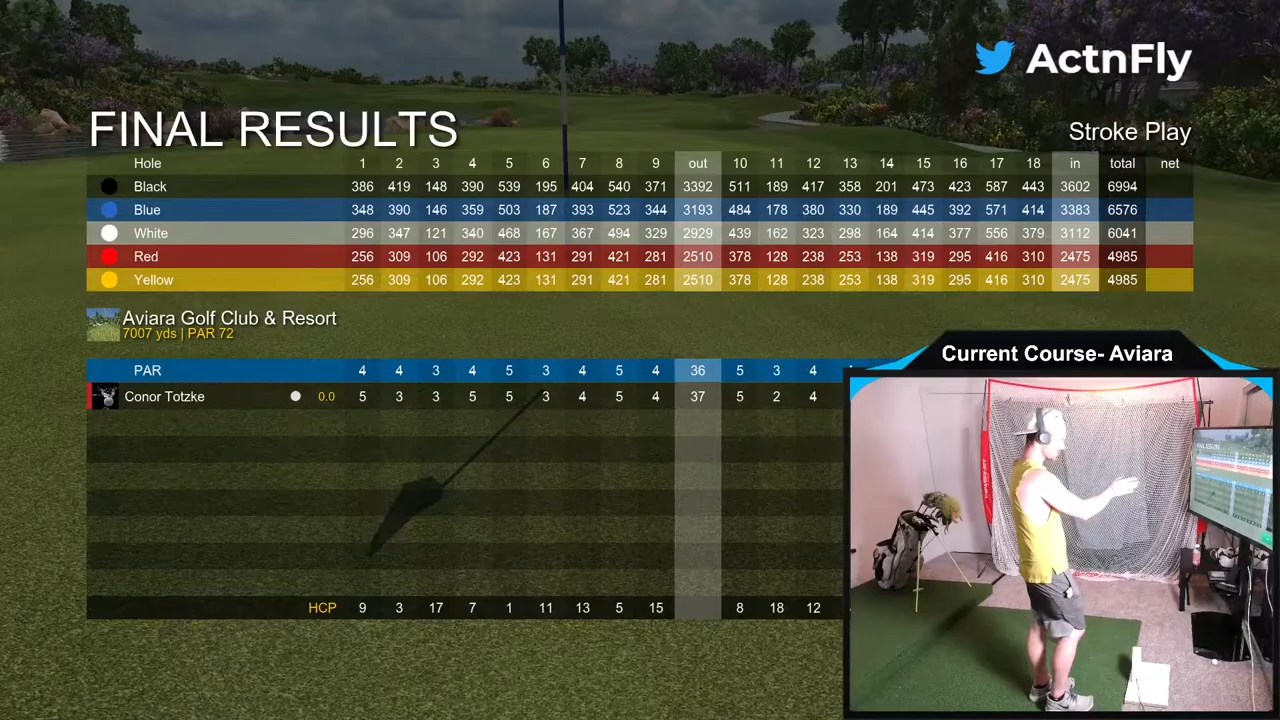 ActnFly
FINAL RESULTS
Stroke Play
Hole 1 2 3 4 5 6 7 8 9 out 10 11 12 13 14 15 16 17 18 in total net
Black 386 419 148 390 539 195 404 540 371 3392 511 189 417 358 201 473 423 587 443 3602 6994
Blue 348 390 146 359 503 187 393 523 344 3193 484 178 380 330 189 445 392 571 414 3383 6576
White 296 347 121 340 468 167 367 494 329 2929 439 162 323 298 164 414 377 556 379 3112 6041
Red 256 309 106 292 423 131 291 421 281 2510 378 128 238 253 138 319 295 416 310 2475 4985
Yellow 256 309 106 292 423 131 291 421 281 2510 378 128 238 253 138 319 295 416 310 2475 4985
Aviara Golf Club & Resort
7007 yds | PAR 72
Current Course- Aviara
PAR 4 4 3 4 5 3 4 5 4 36 5 3 4
Conor Totzke 0.0 5 3 3 5 5 3 4 5 4 37 5 2 4
HCP 9 3 17 7 1 11 13 5 15 8 18 12